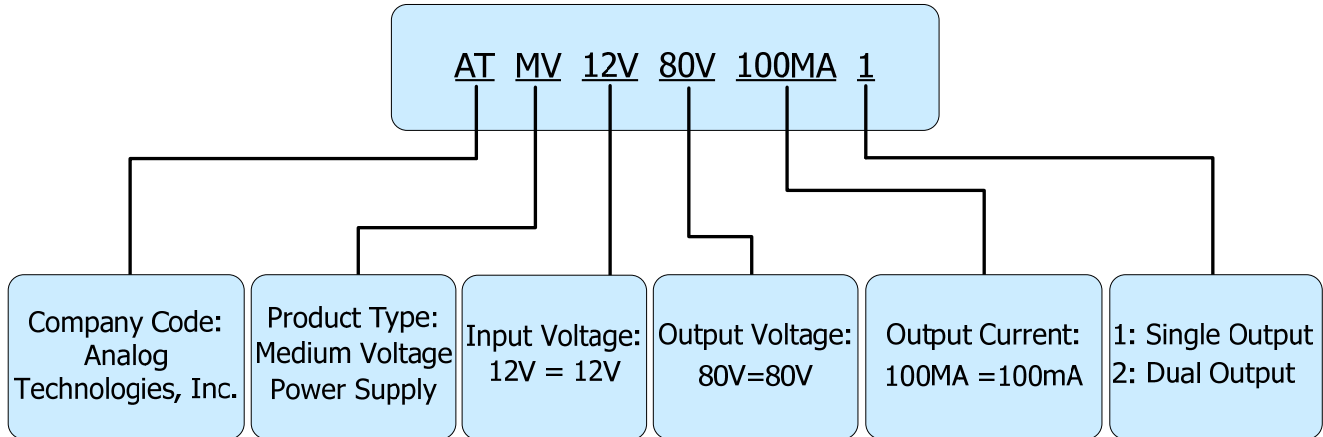 AT MV 12V 80V 100MA 1
Company Code:
Analog
Technologies, Inc.
Product Type:
Medium Voltage
Power Supply
Input Voltage:
12V = 12V
Output Voltage:
80V=80V
Output Current:
100MA =100mA
1: Single Output
2: Dual Output